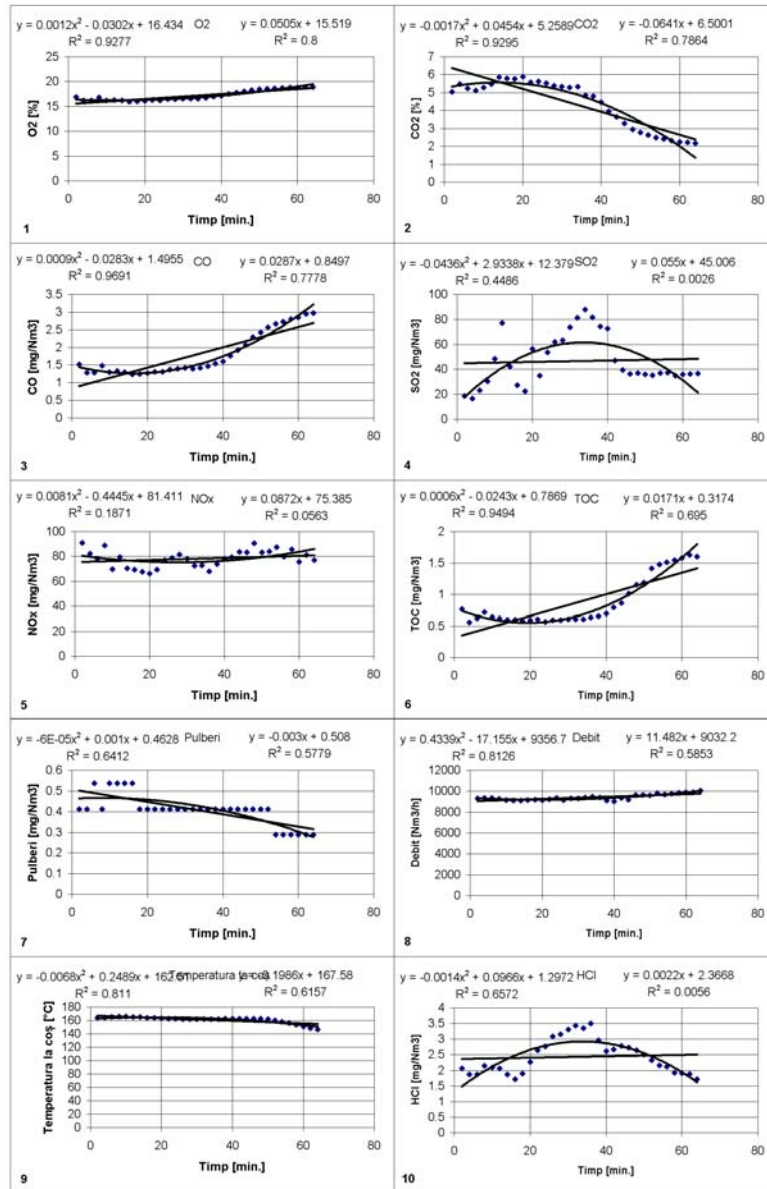 y = 0.0012x² - 0.0302x + 16.434 O2 y = 0.0505x + 15.519
R² = 0.9277 R² = 0.8
25
20
15
10
5
0
O2 [%]
0 20 40 60 80
Timp [min.]
1
y = -0.0017x² + 0.0454x + 5.2589 CO2 y = -0.0641x + 6.5001
R² = 0.9295 R² = 0.7864
7
6
5
4
3
2
1
0
CO2 [%]
0 20 40 60 80
Timp [min.]
2
y = 0.0009x² - 0.0283x + 1.4955 CO y = 0.0287x + 0.8497
R² = 0.9691 R² = 0.7778
3.5
3
2.5
2
1.5
1
0.5
0
CO [mg/Nm3]
0 20 40 60 80
Timp [min.]
3
y = -0.0436x² + 2.9338x + 12.379 SO2 y = 0.055x + 45.006
R² = 0.4486 R² = 0.0026
100
80
60
40
20
0
SO2 [mg/Nm3]
0 20 40 60 80
Timp [min.]
4
y = 0.0081x² - 0.4445x + 81.411 NOx y = 0.0872x + 75.385
R² = 0.1871 R² = 0.0563
100
80
60
40
20
0
NOx [mg/Nm3]
0 20 40 60 80
Timp [min.]
5
y = 0.0006x² - 0.0243x + 0.7869 TOC y = 0.0171x + 0.3174
R² = 0.9494 R² = 0.695
2
1.5
1
0.5
0
TOC [mg/Nm3]
0 20 40 60 80
Timp [min.]
6
y = -6E-05x² + 0.001x + 0.4628 Pulberi y = -0.003x + 0.508
R² = 0.6412 R² = 0.5779
0.6
0.5
0.4
0.3
0.2
0.1
0
Pulberi [mg/Nm3]
0 20 40 60 80
Timp [min.]
7
y = 0.4339x² - 17.155x + 9356.7 Debit y = 11.482x + 9032.2
R² = 0.8126 R² = 0.5853
12000
10000
8000
6000
4000
2000
0
Debit [Nm3/h]
0 20 40 60 80
Timp [min.]
8
y = -0.0068x² + 0.2489x + Temperatura la coș 0.1986x + 167.58
R² = 0.811 R² = 0.6157
180
160
140
120
100
80
60
40
20
0
Temperatura la coș [°C]
0 20 40 60 80
Timp [min.]
9
y = -0.0014x² + 0.0966x + 1.2972 HCl y = 0.0022x + 2.3668
R² = 0.6572 R² = 0.0056
4
3.5
3
2.5
2
1.5
1
0.5
0
HCl [mg/Nm3]
0 20 40 60 80
Timp [min.]
10